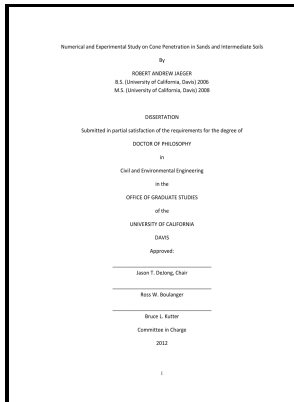 Numerical and Experimental Study on Cone Penetration in Sands and Intermediate Soils
By
ROBERT ANDREW JAEGER
B.S. (University of California, Davis) 2006
M.S. (University of California, Davis) 2008
DISSERTATION
Submitted in partial satisfaction of the requirements for the degree of
DOCTOR OF PHILOSOPHY
in
Civil and Environmental Engineering
in the
OFFICE OF GRADUATE STUDIES
of the
UNIVERSITY OF CALIFORNIA
DAVIS
Approved:
Jason T. DeJong, Chair
Ross W. Boulanger
Bruce L. Kutter
Committee in Charge
2012
i